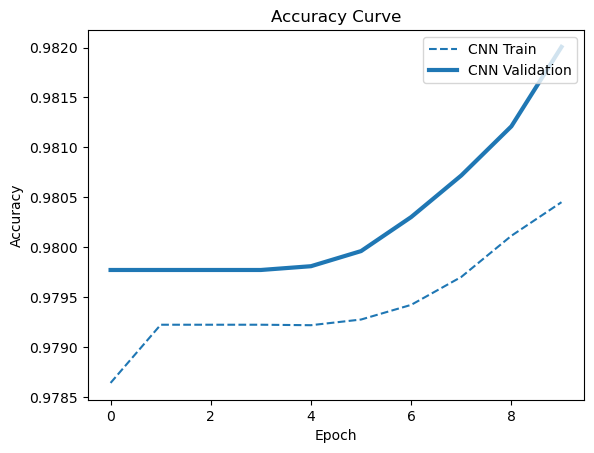 Accuracy Curve
CNN Train
CNN Validation
0.9820
0.9815
0.9810
0.9805
0.9800
0.9795
0.9790
0.9785
Accuracy
0 2 4 6 8
Epoch